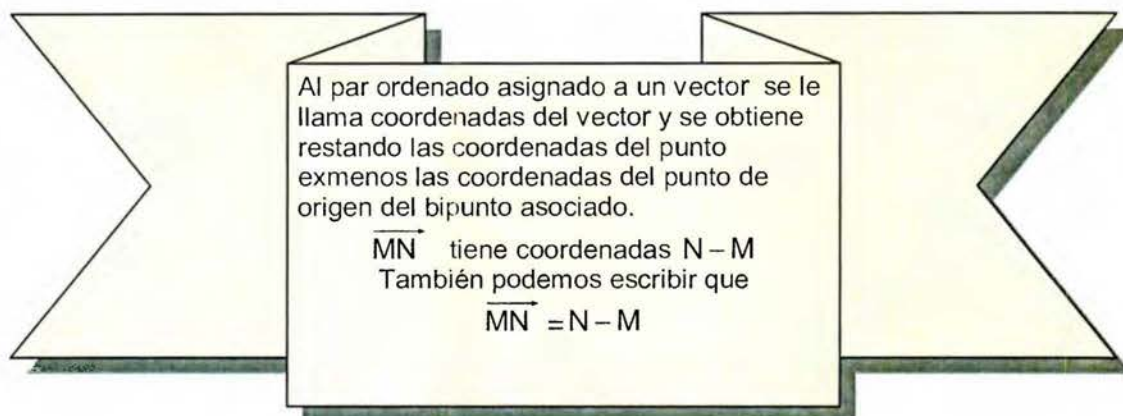 Al par ordenado asignado a un vector se le
llama coordenadas del vector y se obtiene
restando las coordenadas del punto
exmenos las coordenadas del punto de
origen del bipunto asociado.
MN tiene coordenadas N – M
También podemos escribir que
MN = N – M